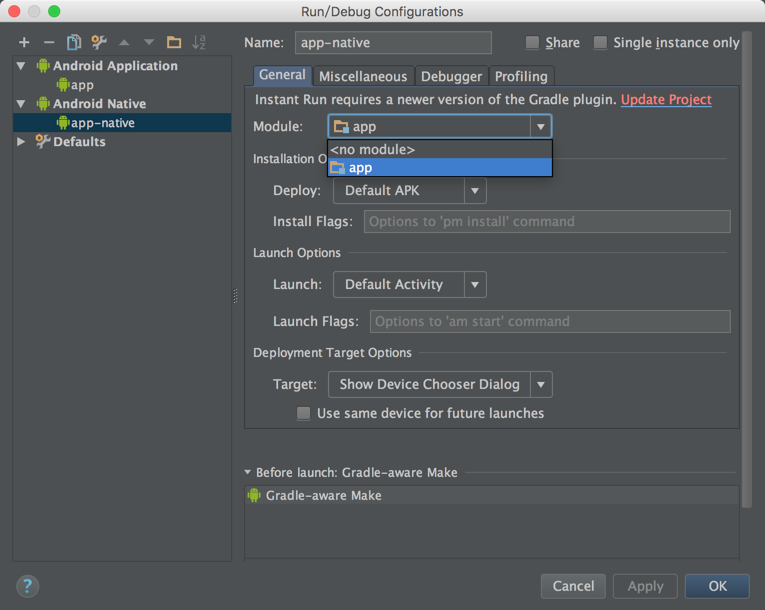 Run/Debug Configurations
Name: app-native Share Single instance only
Android Application
app
Android Native
app-native
Defaults
General Miscellaneous Debugger Profiling
Instant Run requires a newer version of the Gradle plugin. Update Project
Module: app
<no module>
app
Installation O
Deploy: Default APK
Install Flags: Options to 'pm install' command
Launch Options
Launch: Default Activity
Launch Flags: Options to 'am start' command
Deployment Target Options
Target: Show Device Chooser Dialog
Use same device for future launches
Before launch: Gradle-aware Make
Gradle-aware Make
? Cancel Apply OK